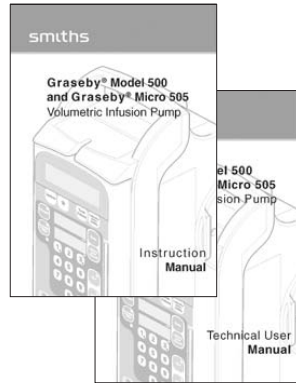 smiths
Graseby® Model 500
and Graseby® Micro 505
Volumetric Infusion Pump
Instruction
Manual
el 500
Micro 505
sion Pump
Technical User
Manual